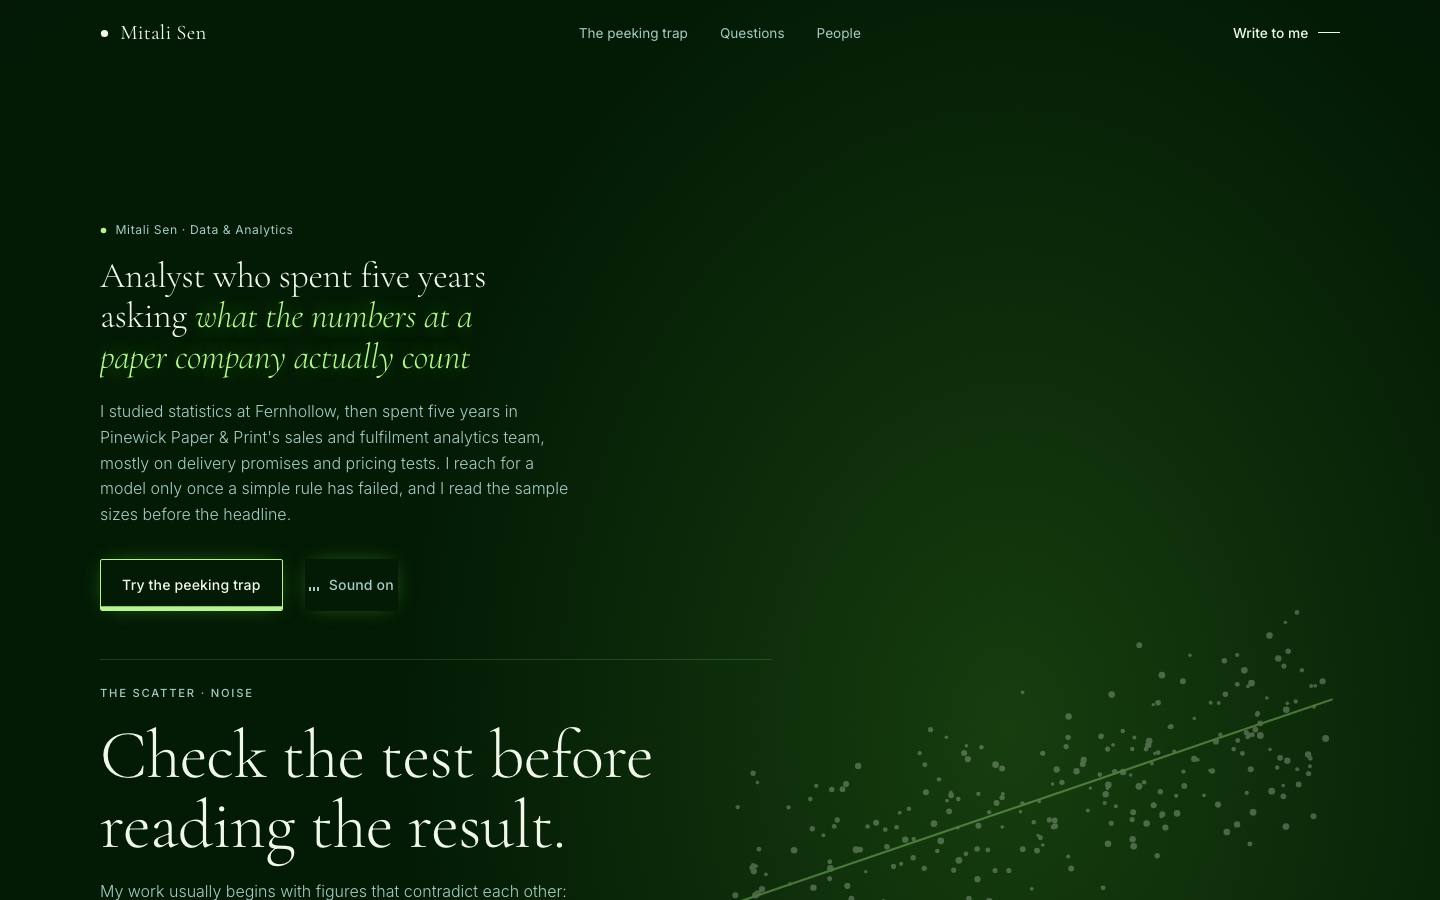 Mitali Sen
The peeking trap
Questions
People
Write to me
Mitali Sen · Data & Analytics
Analyst who spent five years
asking what the numbers at a
paper company actually count
I studied statistics at Fernhollow, then spent five years in
Pinewick Paper & Print's sales and fulfilment analytics team,
mostly on delivery promises and pricing tests. I reach for a
model only once a simple rule has failed, and I read the sample
sizes before the headline.
Try the peeking trap
Sound on
THE SCATTER · NOISE
Check the test before
reading the result.
My work usually begins with figures that contradict each other: